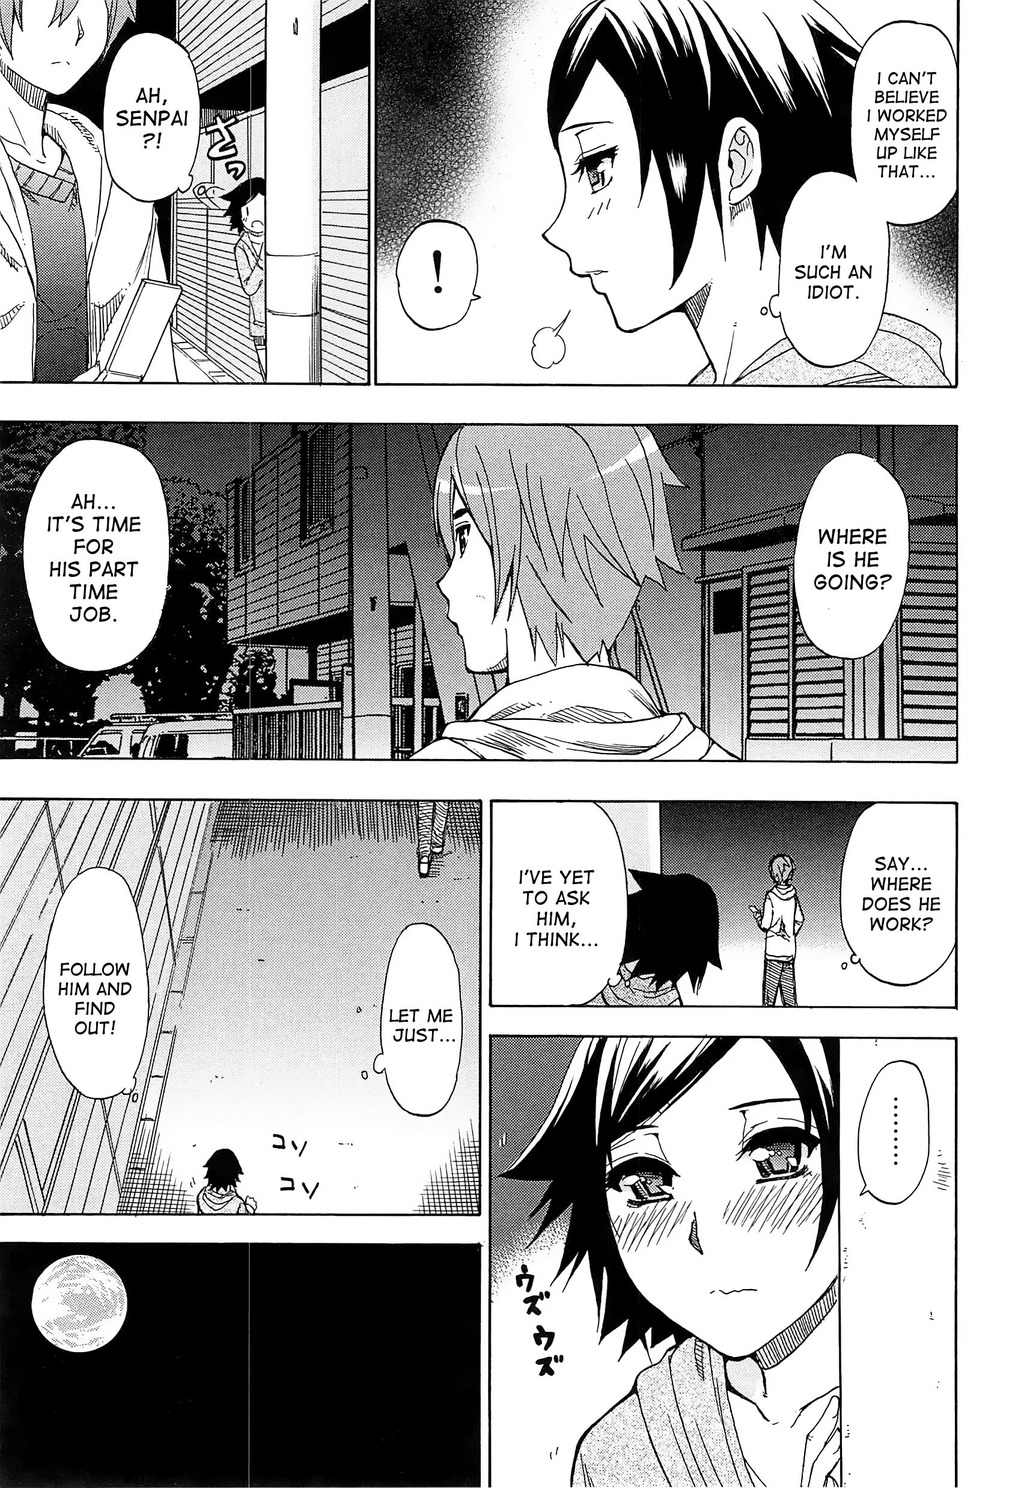 I CAN'T
BELIEVE
I WORKED
MYSELF
UP LIKE
THAT...
I'M
SUCH AN
IDIOT.
!
AH,
SENPAI
?!
さっ
WHERE
IS HE
GOING?
AH...
IT'S TIME
FOR
HIS PART
TIME
JOB.
SAY...
WHERE
DOES HE
WORK?
I'VE YET
TO ASK
HIM,
I THINK...
.........
ウズウズ
LET ME
JUST...
FOLLOW
HIM AND
FIND
OUT!
コソ
コソ